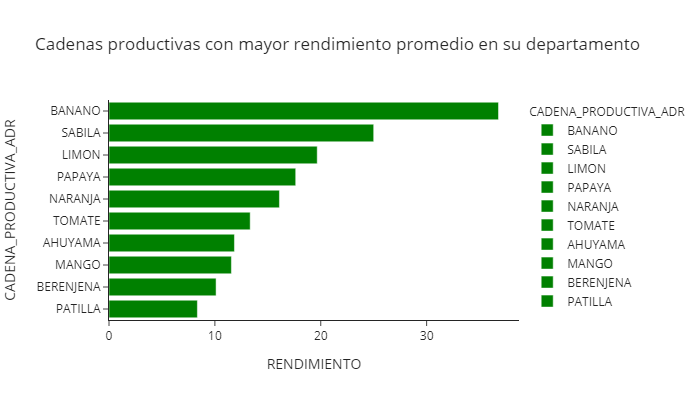 Cadenas productivas con mayor rendimiento promedio en su departamento
CADENA_PRODUCTIVA_ADR
BANANO
SABILA
LIMON
PAPAYA
NARANJA
TOMATE
AHUYAMA
MANGO
BERENJENA
PATILLA
0 10 20 30
RENDIMIENTO
CADENA_PRODUCTIVA_ADR
BANANO
SABILA
LIMON
PAPAYA
NARANJA
TOMATE
AHUYAMA
MANGO
BERENJENA
PATILLA